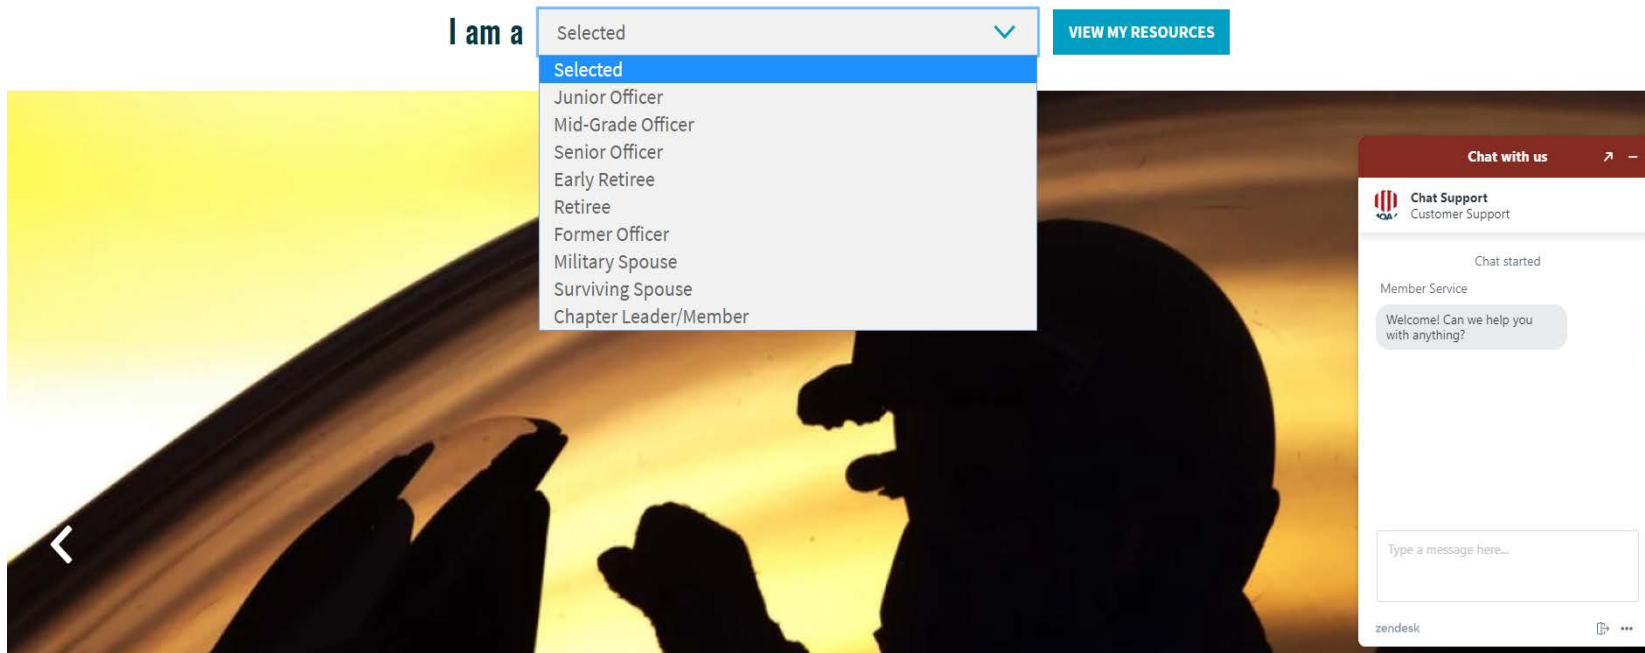 I am a
Selected
VIEW MY RESOURCES
Selected
Junior Officer
Mid-Grade Officer
Senior Officer
Early Retiree
Retiree
Former Officer
Military Spouse
Surviving Spouse
Chapter Leader/Member
Chat with us
Chat Support
Customer Support
Chat started
Member Service
Welcome! Can we help you
with anything?
Type a message here...
zendesk